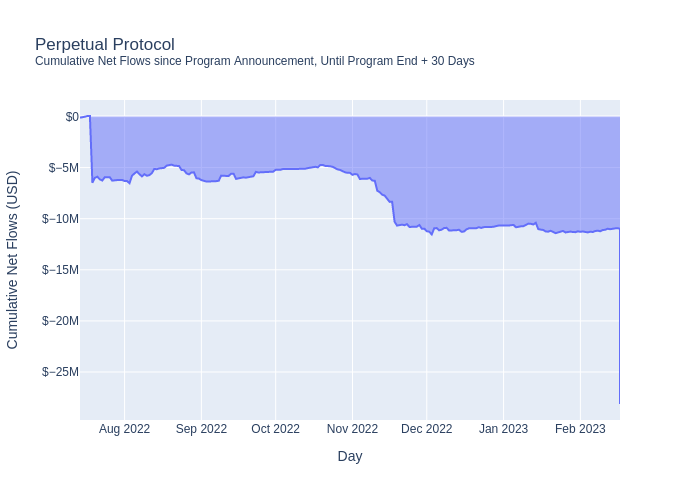 Perpetual Protocol
Cumulative Net Flows since Program Announcement, Until Program End + 30 Days
Cumulative Net Flows (USD)
$0
$−5M
$−10M
$−15M
$−20M
$−25M
Aug 2022 Sep 2022 Oct 2022 Nov 2022 Dec 2022 Jan 2023 Feb 2023
Day